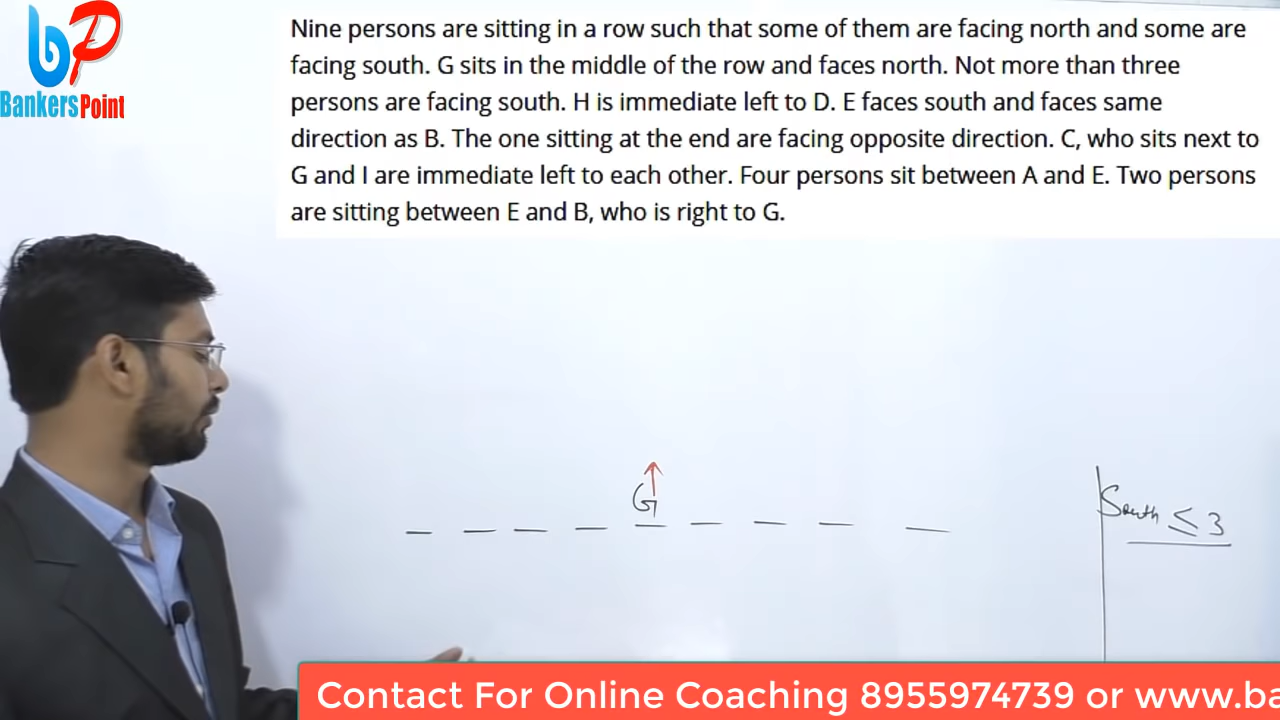 Nine persons are sitting in a row such that some of them are facing north and some are
facing south. G sits in the middle of the row and faces north. Not more than three
persons are facing south. H is immediate left to D. E faces south and faces same
direction as B. The one sitting at the end are facing opposite direction. C, who sits next to
G and I are immediate left to each other. Four persons sit between A and E. Two persons
are sitting between E and B, who is right to G.
bp
BankersPoint
G
South ≤ 3
Contact For Online Coaching 8955974739 or www.ba